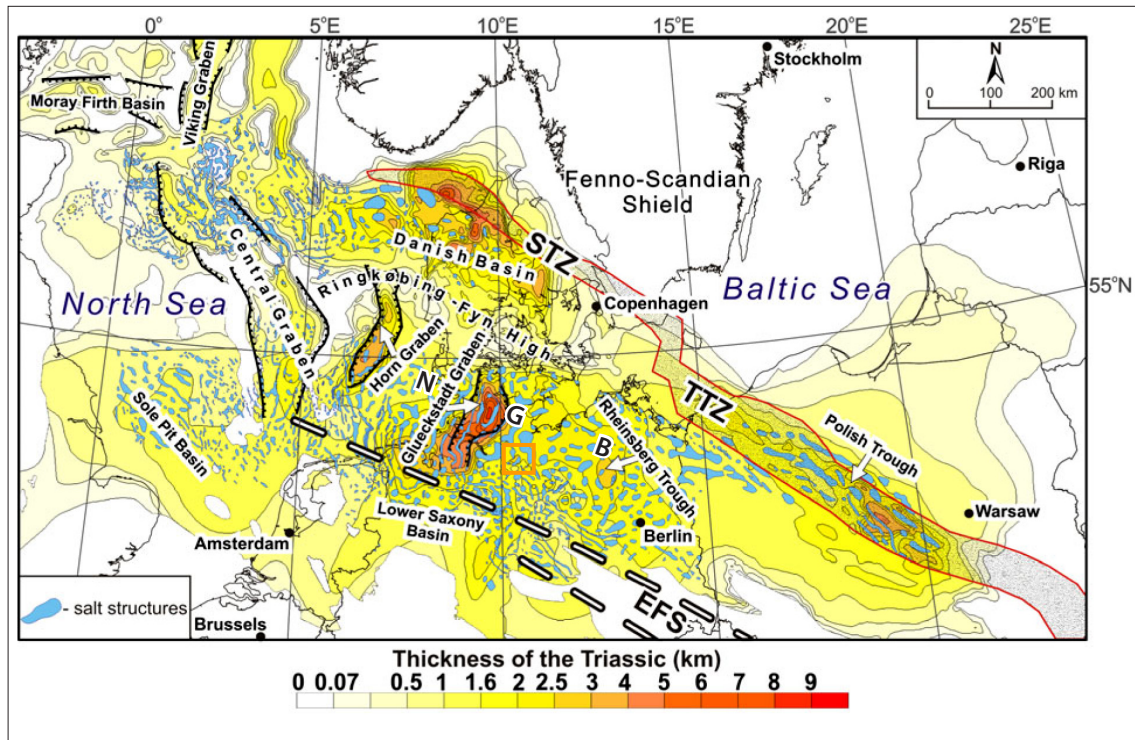 0°
5°E
10°E
15°E
20°E
25°E
Stockholm
N
0 100 200 km
Moray Firth Basin
Viking Graben
Riga
Fenno-Scandian
Shield
STZ
Danish Basin
Central Graben
Ringkøbing-Fyn High
North Sea
Copenhagen
Baltic Sea
55°N
Horn Graben
Glueckstadt Graben
N
G
TTZ
Rheinsberg Trough
B
Polish Trough
Sole Pit Basin
Lower Saxony
Basin
Warsaw
Berlin
Amsterdam
EFS
- salt structures
Brussels
Thickness of the Triassic (km)
0 0.07 0.5 1 1.6 2 2.5 3 4 5 6 7 8 9